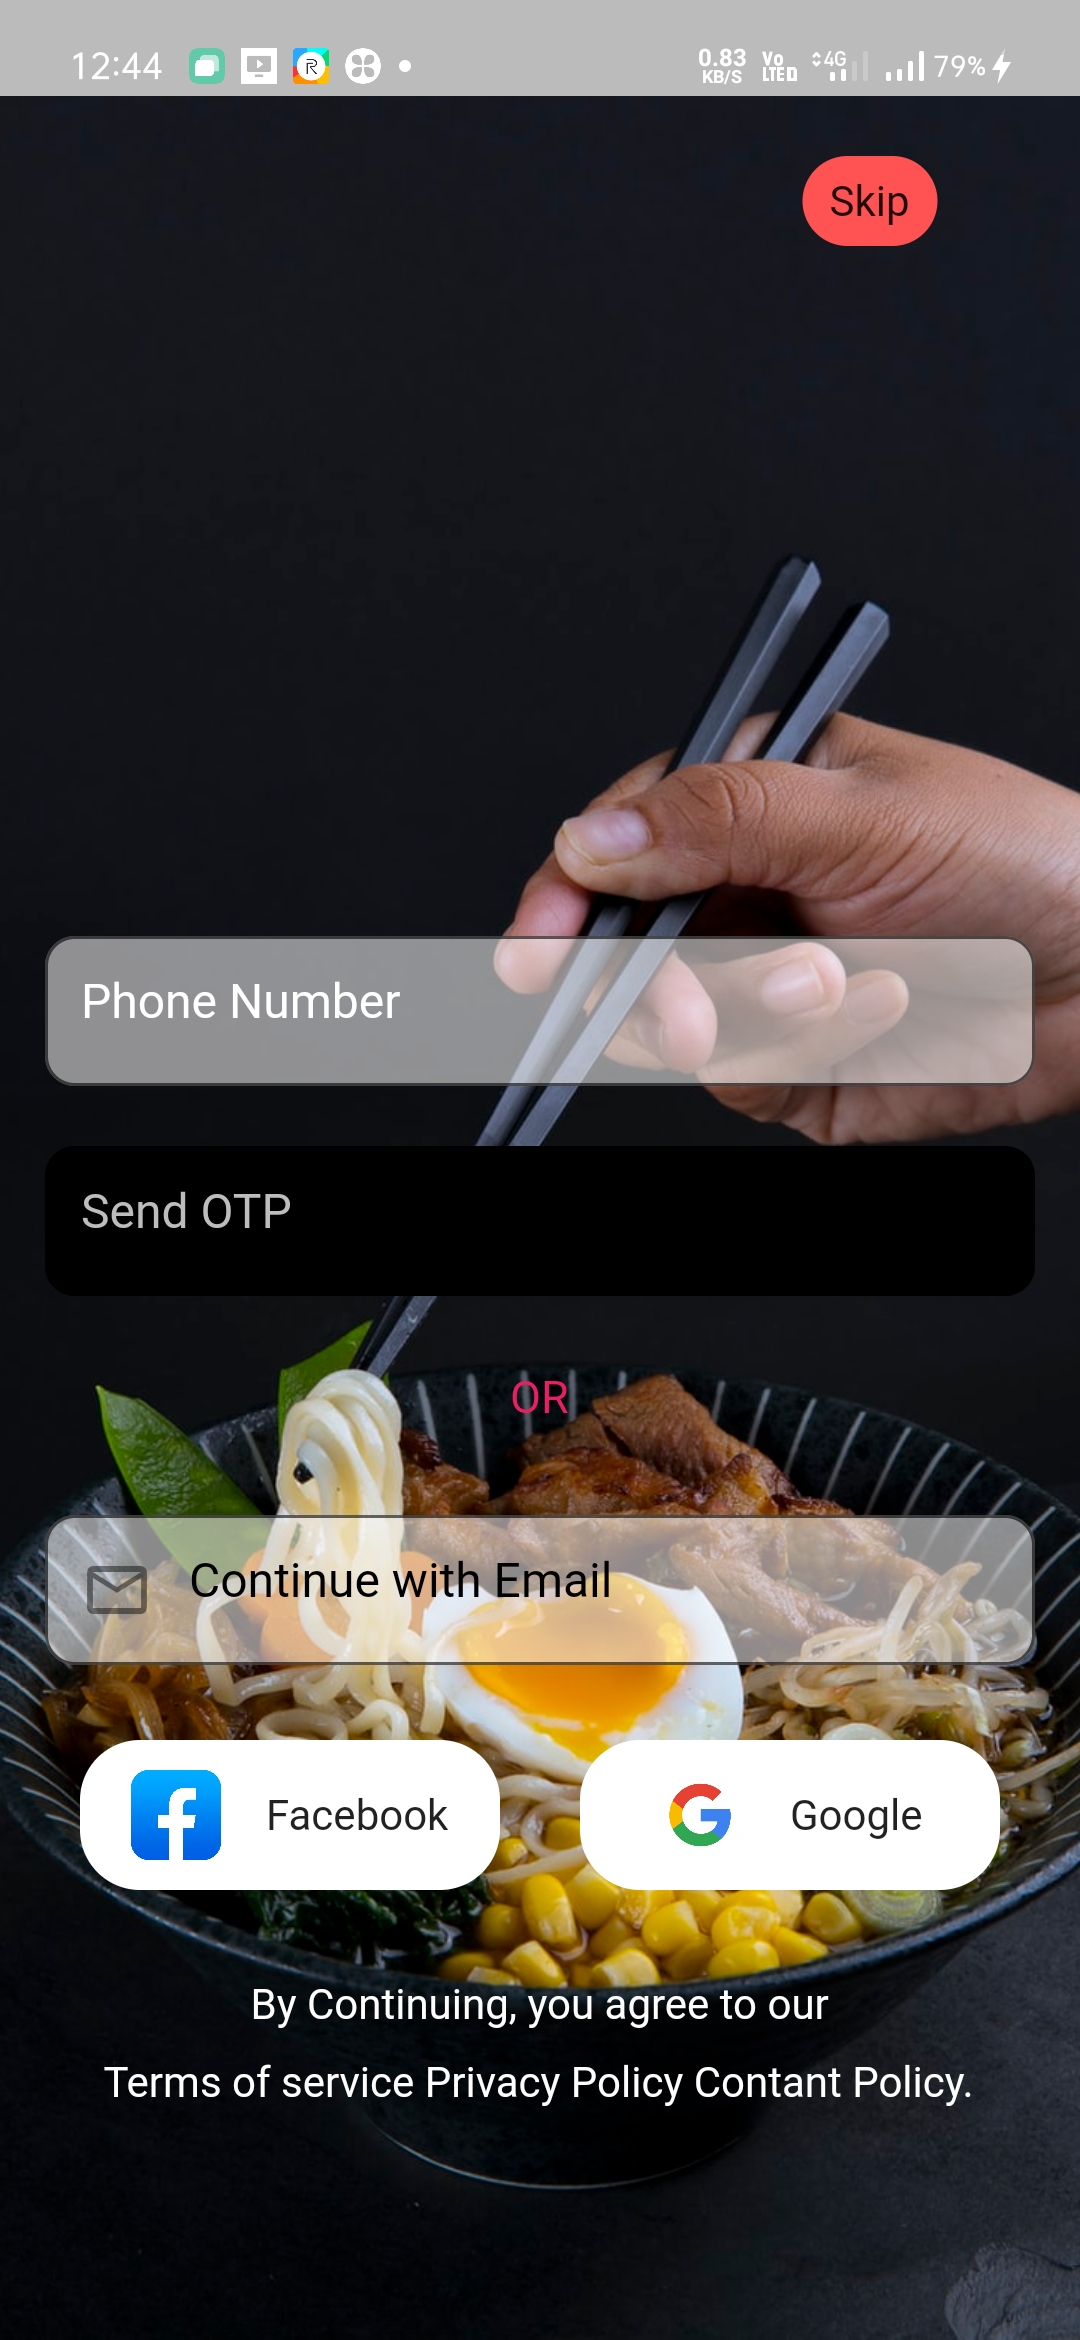 12:44
0.83 KB/S Vo LTE 4G 79%
Skip
Phone Number
Send OTP
OR
Continue with Email
Facebook
Google
By Continuing, you agree to our
Terms of service Privacy Policy Contant Policy.